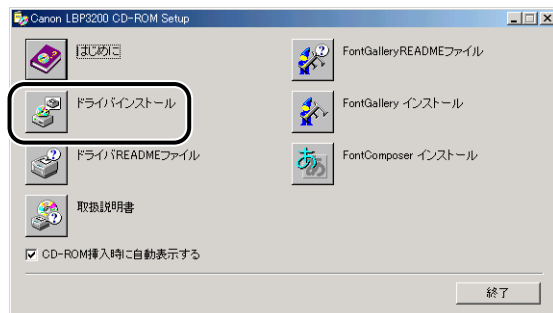 Canon LBP3200 CD-ROM Setup
はじめに
ドライバインストール
ドライバREADMEファイル
取扱説明書
FontGalleryREADMEファイル
FontGallery インストール
FontComposer インストール
CD-ROM挿入時に自動表示する
終了